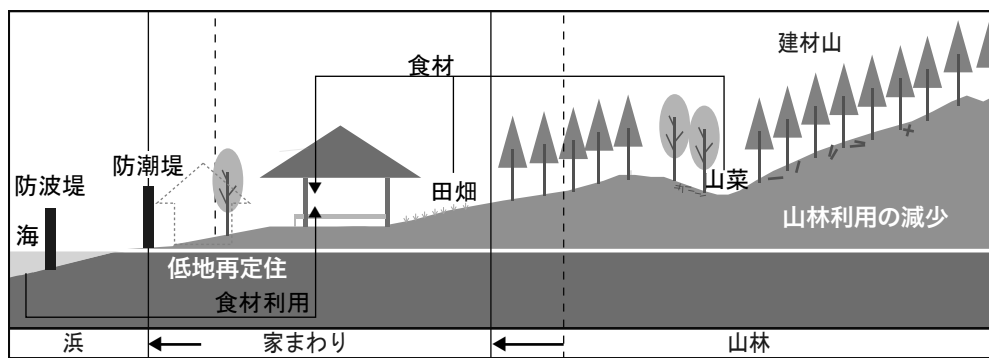 建材山
食材
防潮堤
防波堤
田畑
山菜
海
山林利用の減少
低地再定住
食材利用
浜
家まわり
山林